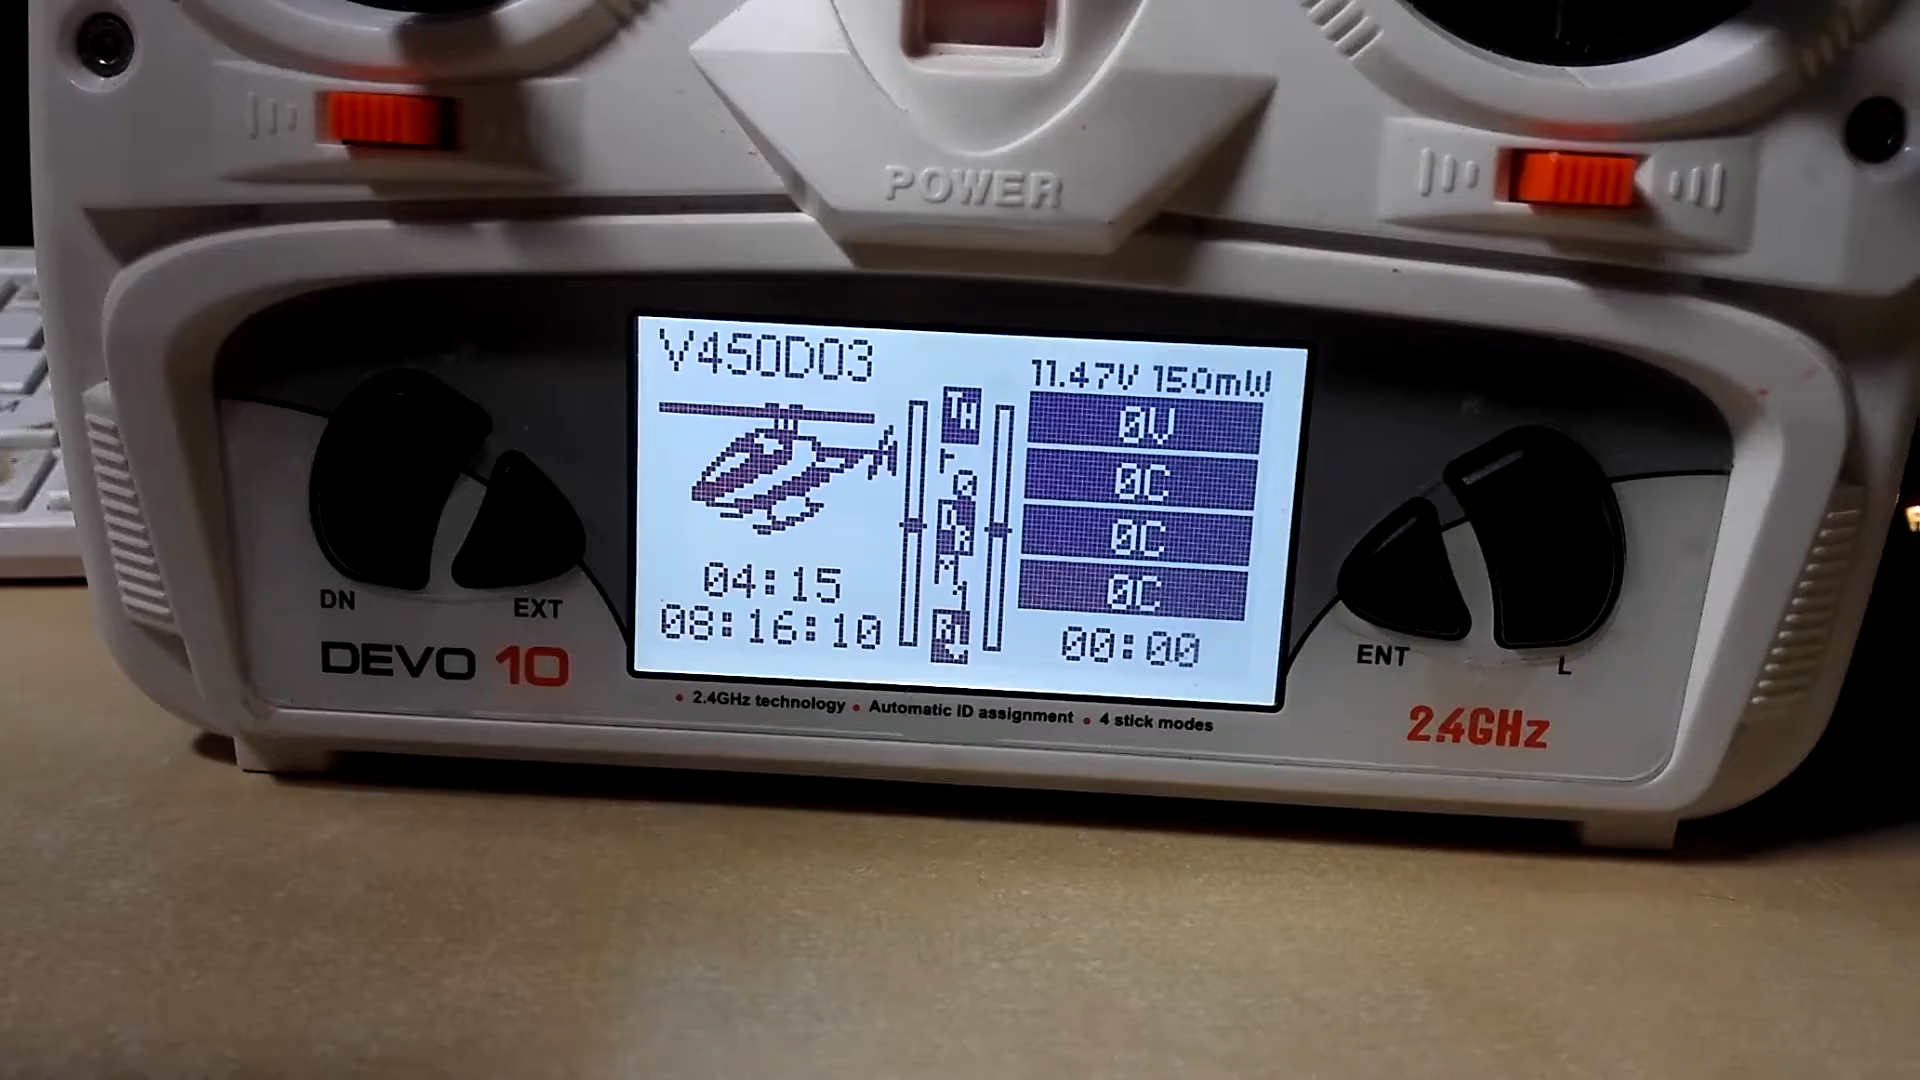 POWER
V450D03
11.47V 150mW
0V
0C
0C
0C
04:15
08:16:10
00:00
DN
EXT
ENT
L
DEVO 10
2.4GHz
• 2.4GHz technology • Automatic ID assignment • 4 stick modes